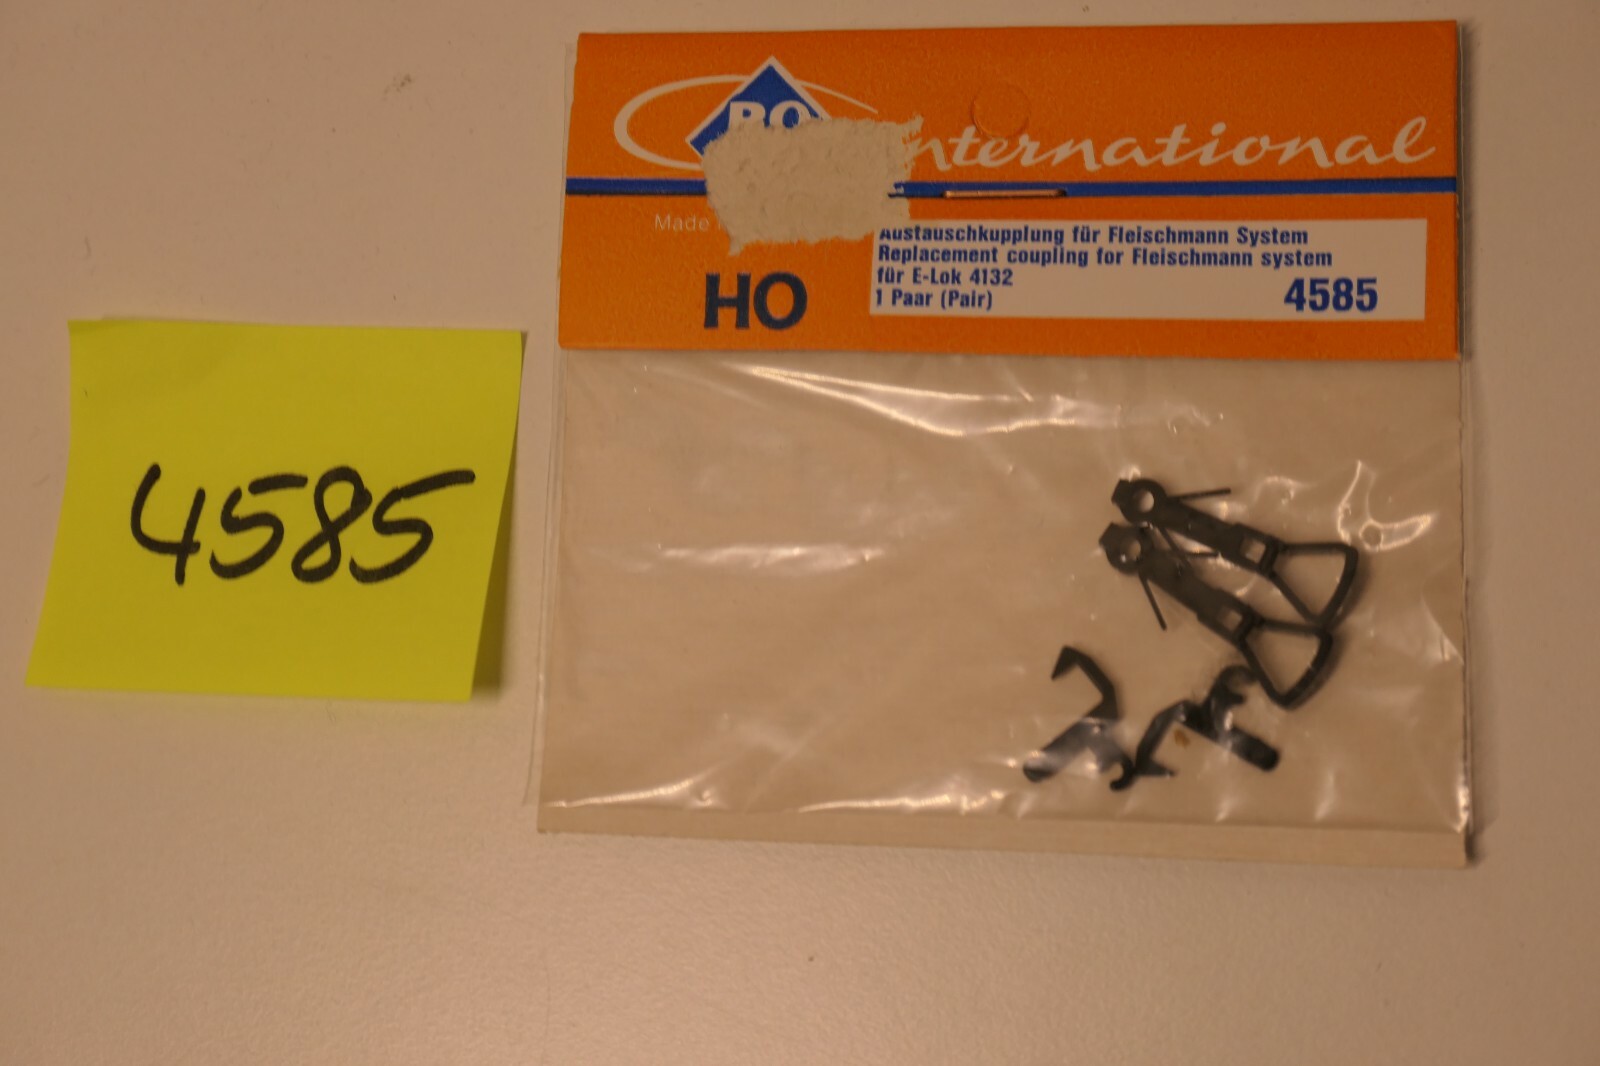 4585
RO
nternational
Made
HO
Austauschkupplung für Fleischmann System
Replacement coupling for Fleischmann system
für E-Lok 4132
1 Paar (Pair) 4585